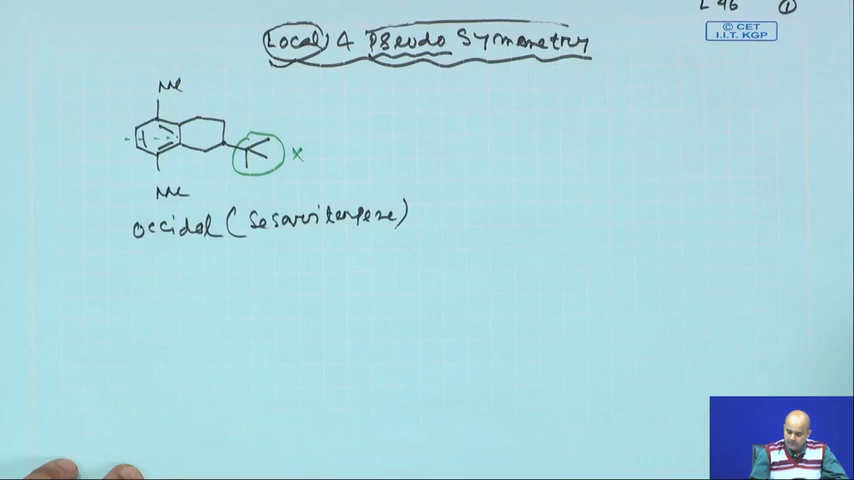 L 46 1
© CET
I.I.T. KGP
Local & Pseudo Symmetry
Me
x
Me
Occidol (Sesquiterpene)